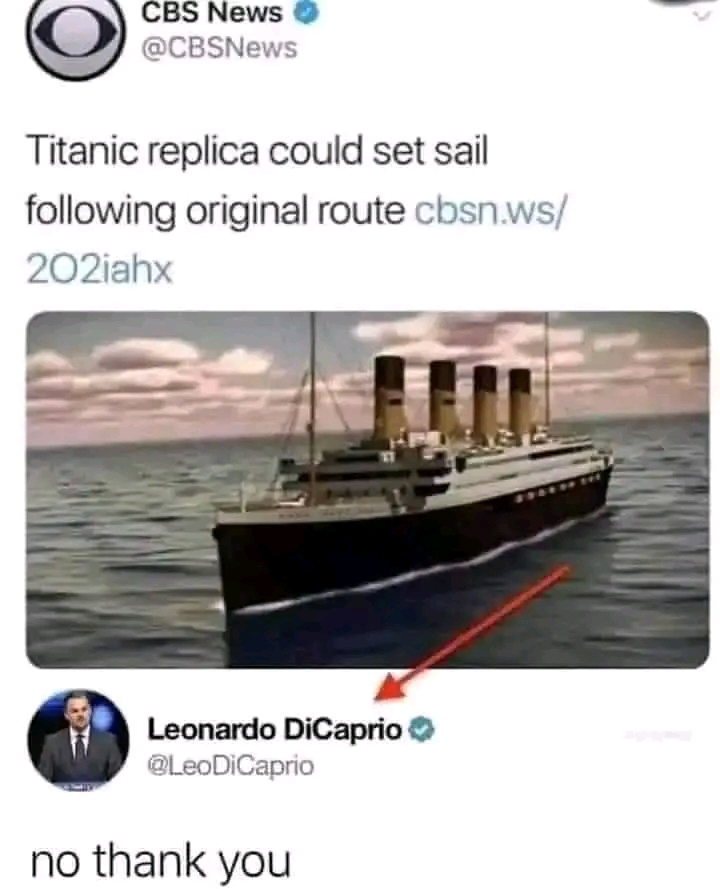 CBS News
@CBSNews
Titanic replica could set sail
following original route cbsn.ws/
202iahx
Leonardo DiCaprio
@LeoDiCaprio
no thank you